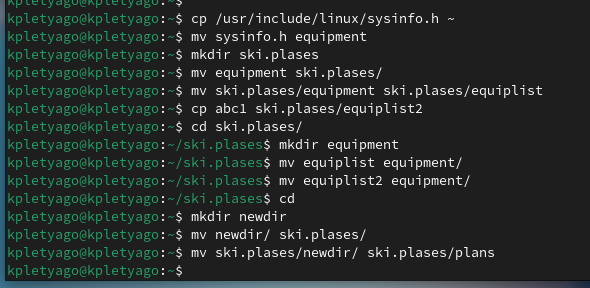 kpletyago@kpletyago:~$
kpletyago@kpletyago:~$ cp /usr/include/linux/sysinfo.h ~
kpletyago@kpletyago:~$ mv sysinfo.h equipment
kpletyago@kpletyago:~$ mkdir ski.plases
kpletyago@kpletyago:~$ mv equipment ski.plases/
kpletyago@kpletyago:~$ mv ski.plases/equipment ski.plases/equiplist
kpletyago@kpletyago:~$ cp abc1 ski.plases/equiplist2
kpletyago@kpletyago:~$ cd ski.plases/
kpletyago@kpletyago:~/ski.plases$ mkdir equipment
kpletyago@kpletyago:~/ski.plases$ mv equiplist equipment/
kpletyago@kpletyago:~/ski.plases$ mv equiplist2 equipment/
kpletyago@kpletyago:~/ski.plases$ cd
kpletyago@kpletyago:~$ mkdir newdir
kpletyago@kpletyago:~$ mv newdir/ ski.plases/
kpletyago@kpletyago:~$ mv ski.plases/newdir/ ski.plases/plans
kpletyago@kpletyago:~$